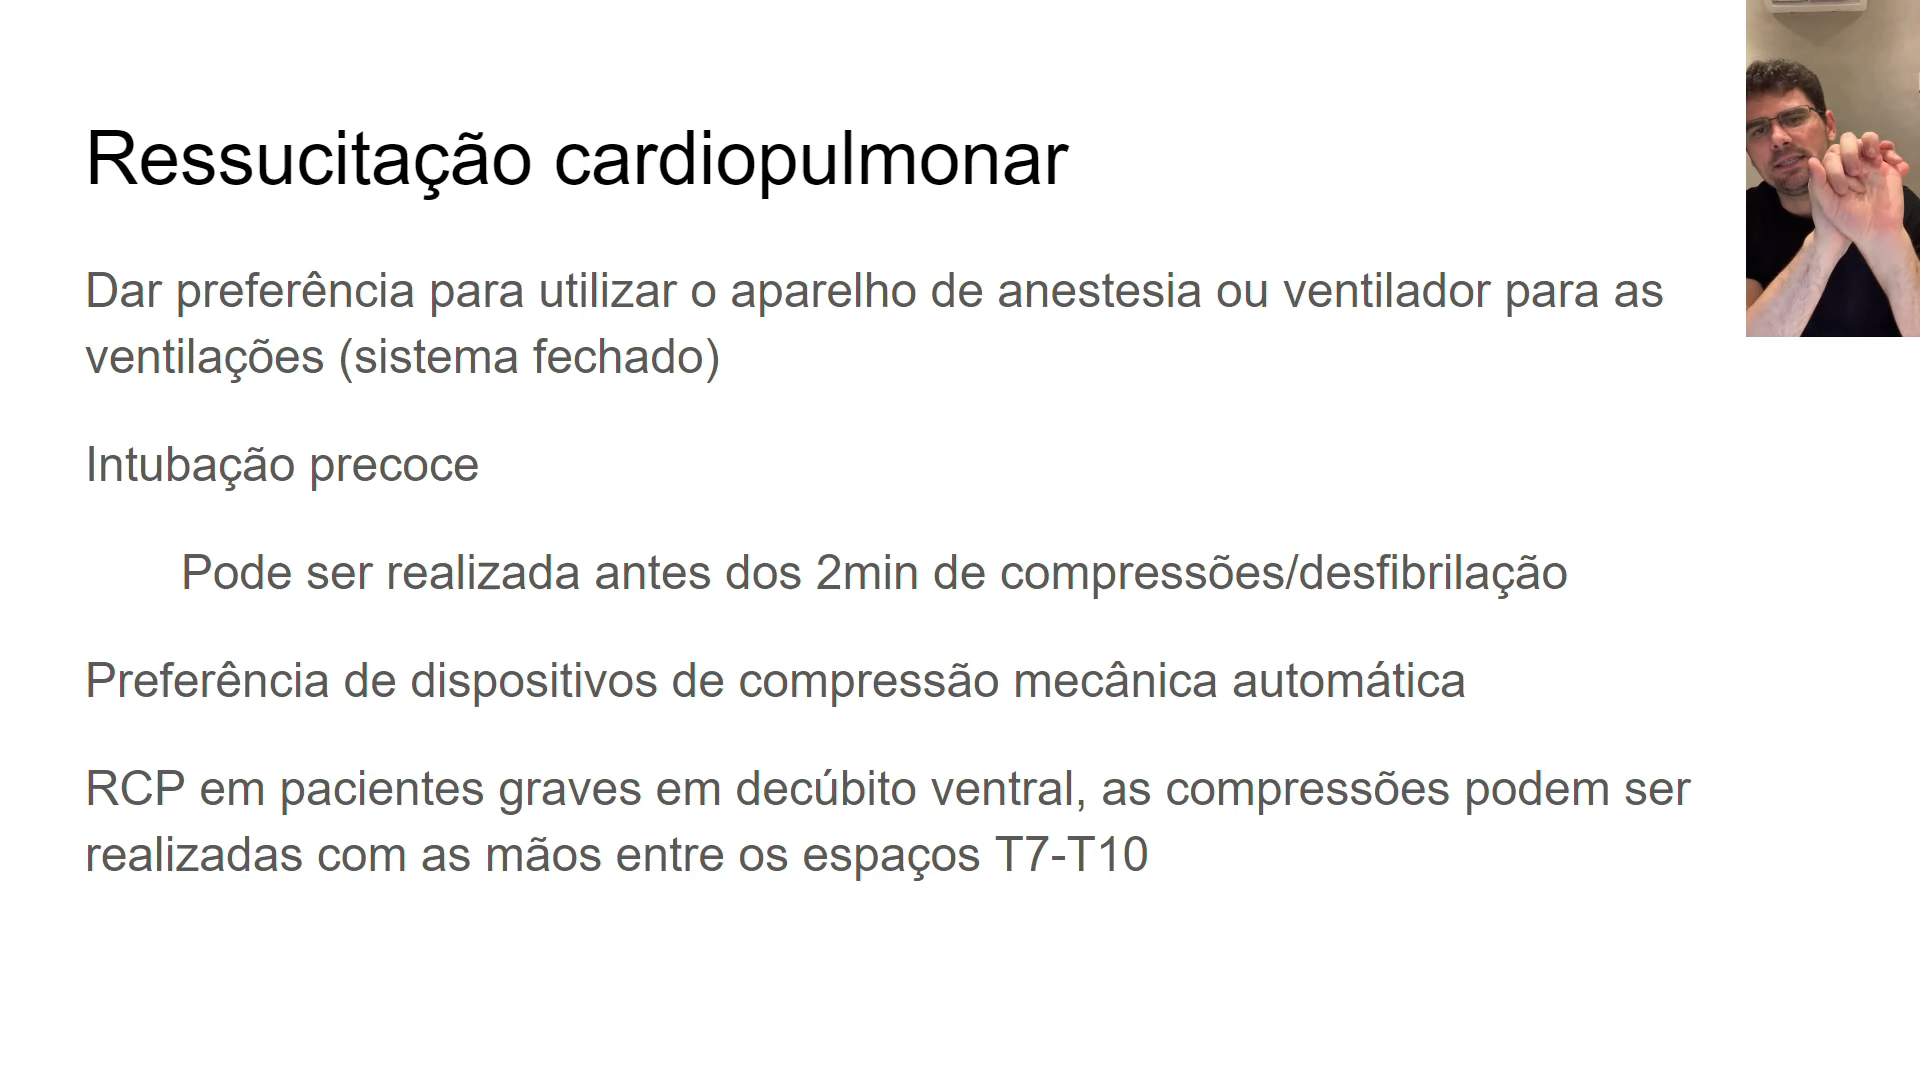 Ressucitação cardiopulmonar
Dar preferência para utilizar o aparelho de anestesia ou ventilador para as
ventilações (sistema fechado)
Intubação precoce
Pode ser realizada antes dos 2min de compressões/desfibrilação
Preferência de dispositivos de compressão mecânica automática
RCP em pacientes graves em decúbito ventral, as compressões podem ser
realizadas com as mãos entre os espaços T7-T10